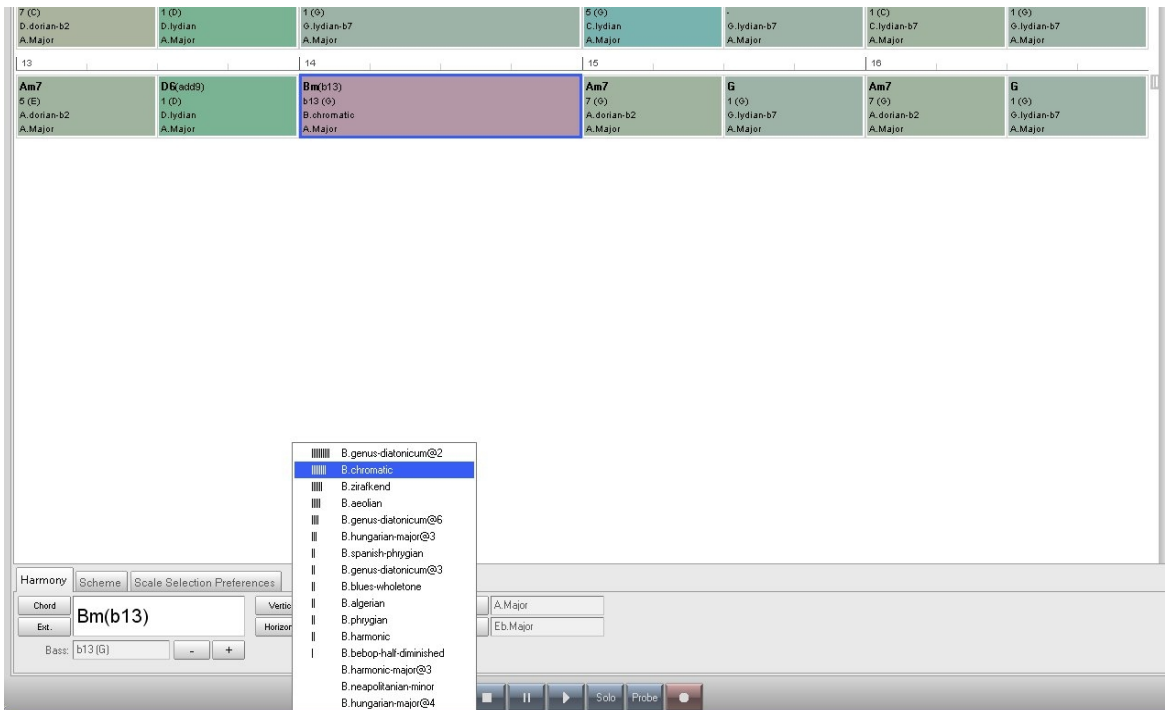 7 (C) 1 (D) 1 (G) 5 (G) - 1 (C) 1 (G)
D.dorian-b2 D.lydian G.lydian-b7 C.lydian G.lydian-b7 C.lydian-b7 G.lydian-b7
A.Major A.Major A.Major A.Major A.Major A.Major A.Major
13 14 15 16
Am7 D6(add9) Bm(b13) Am7 G Am7 G
5 (E) 1 (D) b13 (G) 7 (G) 1 (G) 7 (G) 1 (G)
A.dorian-b2 D.lydian B.chromatic A.dorian-b2 G.lydian-b7 A.dorian-b2 G.lydian-b7
A.Major A.Major A.Major A.Major A.Major A.Major A.Major
B.genus-diatonicum@2
B.chromatic
B.zirafkend
B.aeolian
B.genus-diatonicum@6
B.hungarian-major@3
B.spanish-phrygian
B.genus-diatonicum@3
B.blues-wholetone
B.algerian
B.phrygian
B.harmonic
B.bebop-half-diminished
B.harmonic-major@3
B.neapolitanian-minor
B.hungarian-major@4
Harmony Scheme Scale Selection Preferences
Chord Bm(b13) Vertic A.Major
Ext. Horizor Eb.Major
Bass: b13 (G) - +
Solo Probe